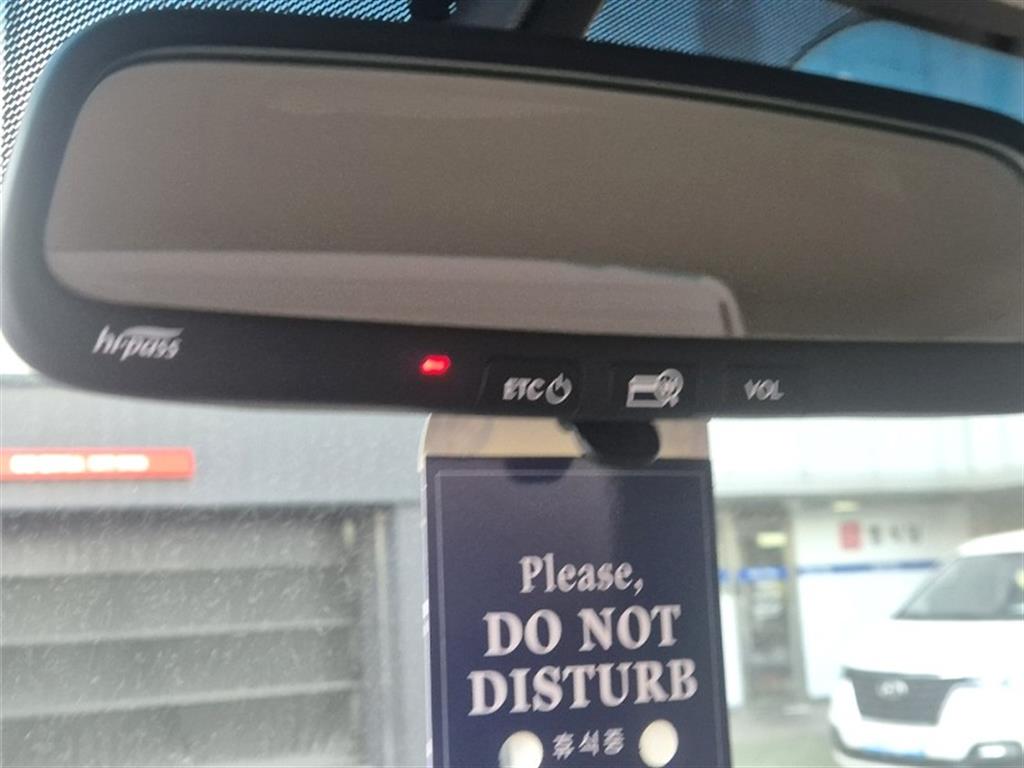 hi-pass
ETC
VOL
Please,
DO NOT
DISTURB
휴식중